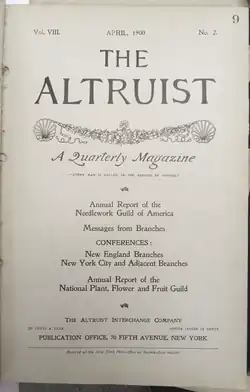 9
Vol. VIII. APRIL, 1900 No. 2.
THE
ALTRUIST
A Quarterly Magazine
Annual Report of the
Needlework Guild of America
Messages from Branches
CONFERENCES:
New England Branches
New York City and Adjacent Branches
Annual Report of the
National Plant, Flower and Fruit Guild
THE ALTRUIST INTERCHANGE COMPANY
CENTS A YEAR
PUBLICATION OFFICE, 70 FIFTH AVENUE, NEW YORK